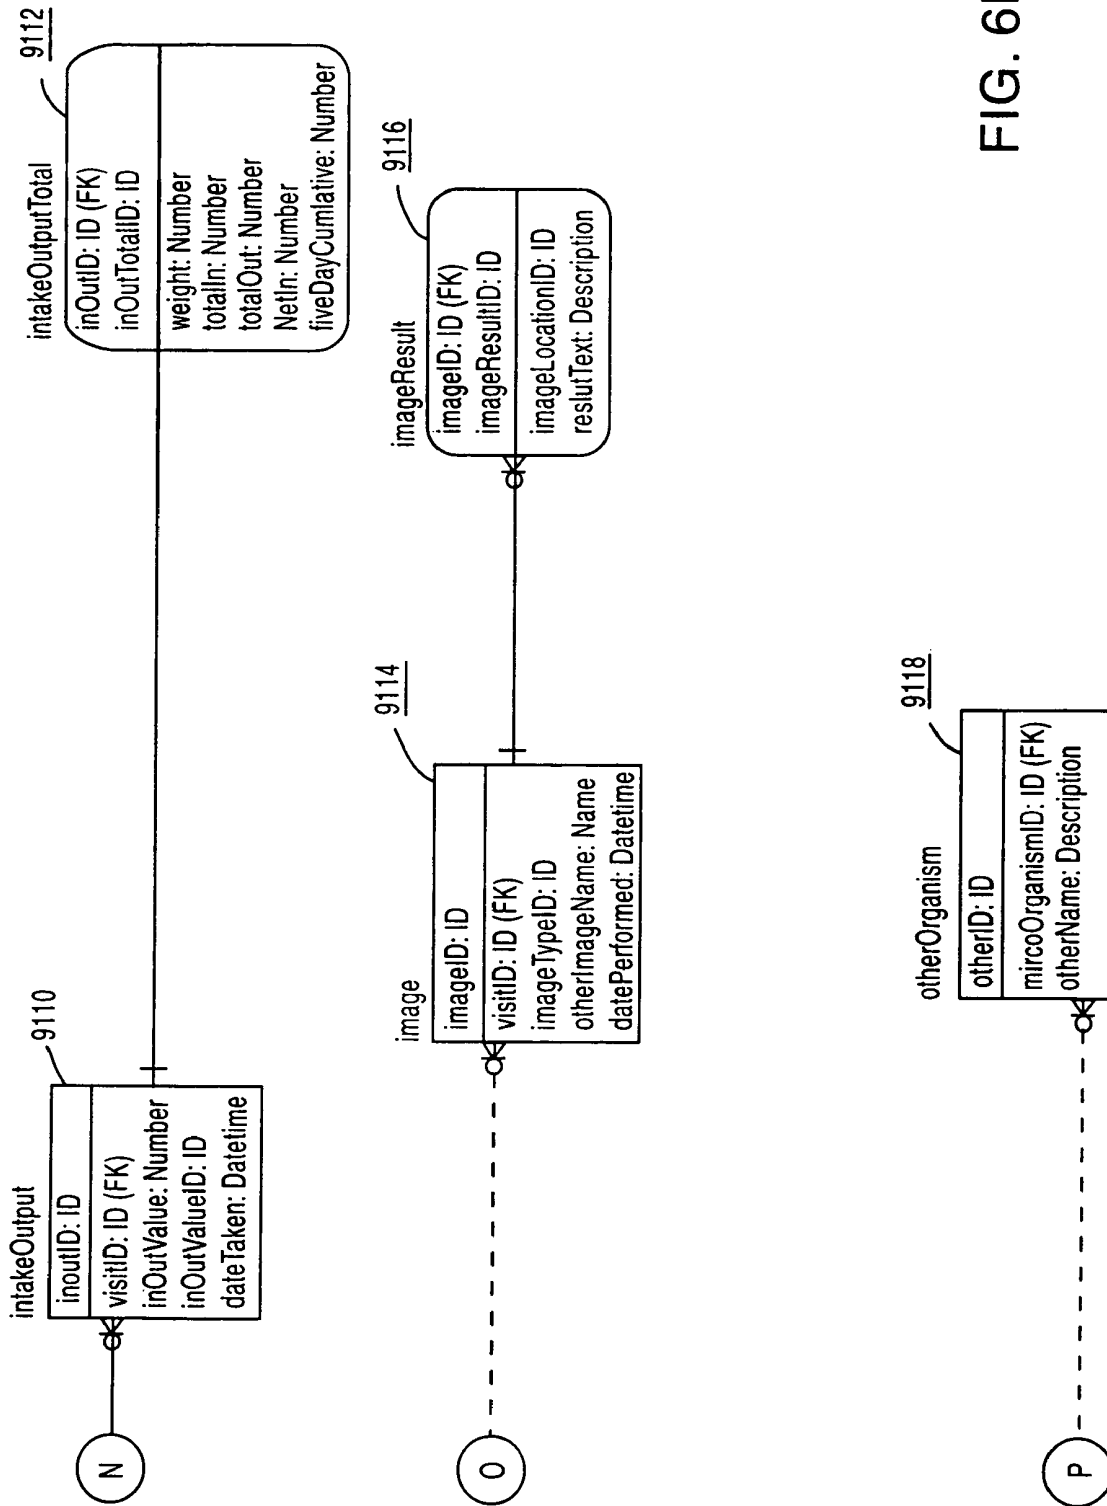 intakeOutput
9110
inoutID: ID
visitID: ID (FK)
inOutValue: Number
inOutValueID: ID
dateTaken: Datetime
N
intakeOutputTotal
9112
inOutID: ID (FK)
inOutTotalID: ID
weight: Number
totalIn: Number
totalOut: Number
NetIn: Number
fiveDayCumlative: Number
image
9114
imageID: ID
visitID: ID (FK)
imageTypeID: ID
otherImageName: Name
datePerformed: Datetime
O
imageResult
9116
imageID: ID (FK)
imageResultID: ID
imageLocationID: ID
reslutText: Description
otherOrganism
9118
otherID: ID
mircoOrganismID: ID (FK)
otherName: Description
P
FIG.